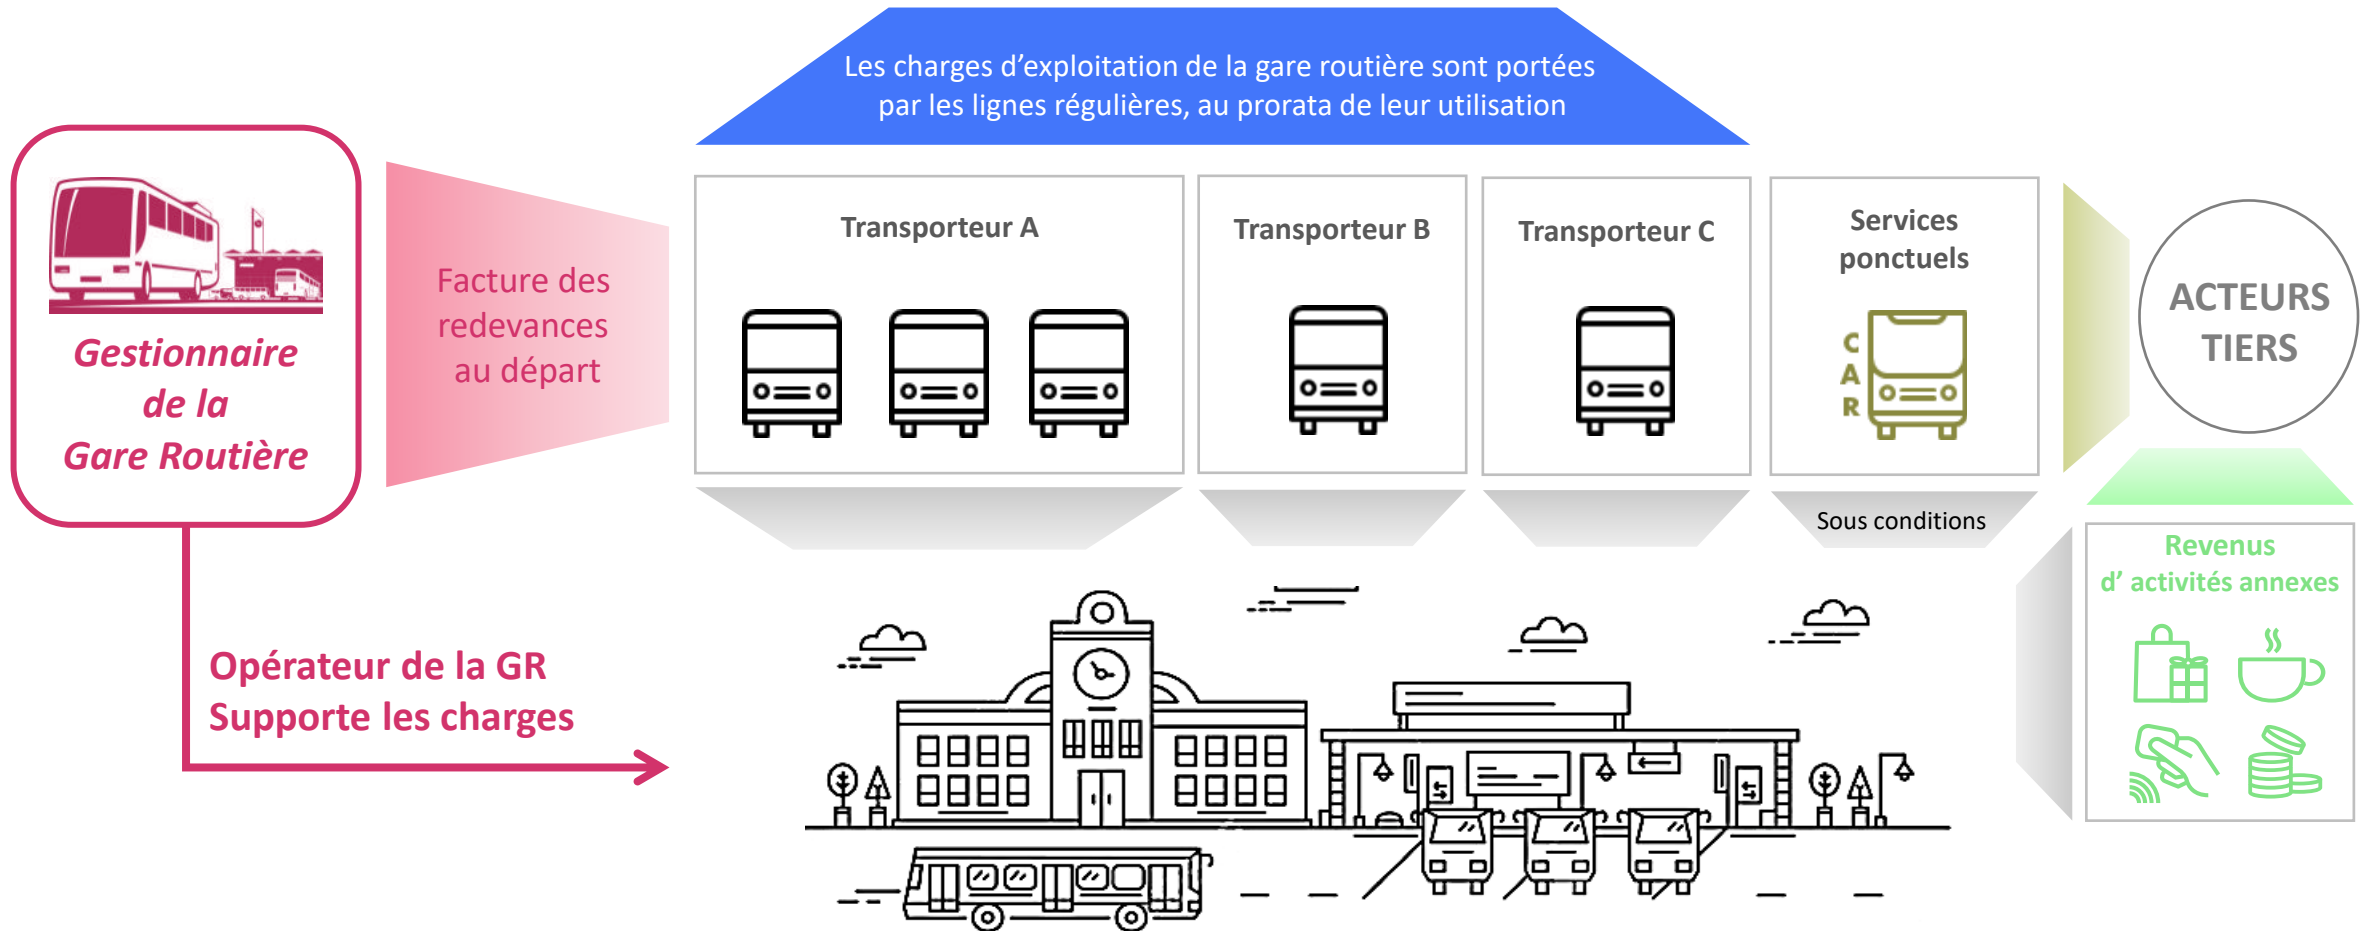 Les charges d’exploitation de la gare routière sont portées
par les lignes régulières, au prorata de leur utilisation
Gestionnaire
de la
Gare Routière
Facture des
redevances
au départ
Transporteur A
Transporteur B
Transporteur C
Services
ponctuels
C
A
R
ACTEURS
TIERS
Sous conditions
Revenus
d’ activités annexes
Opérateur de la GR
Supporte les charges